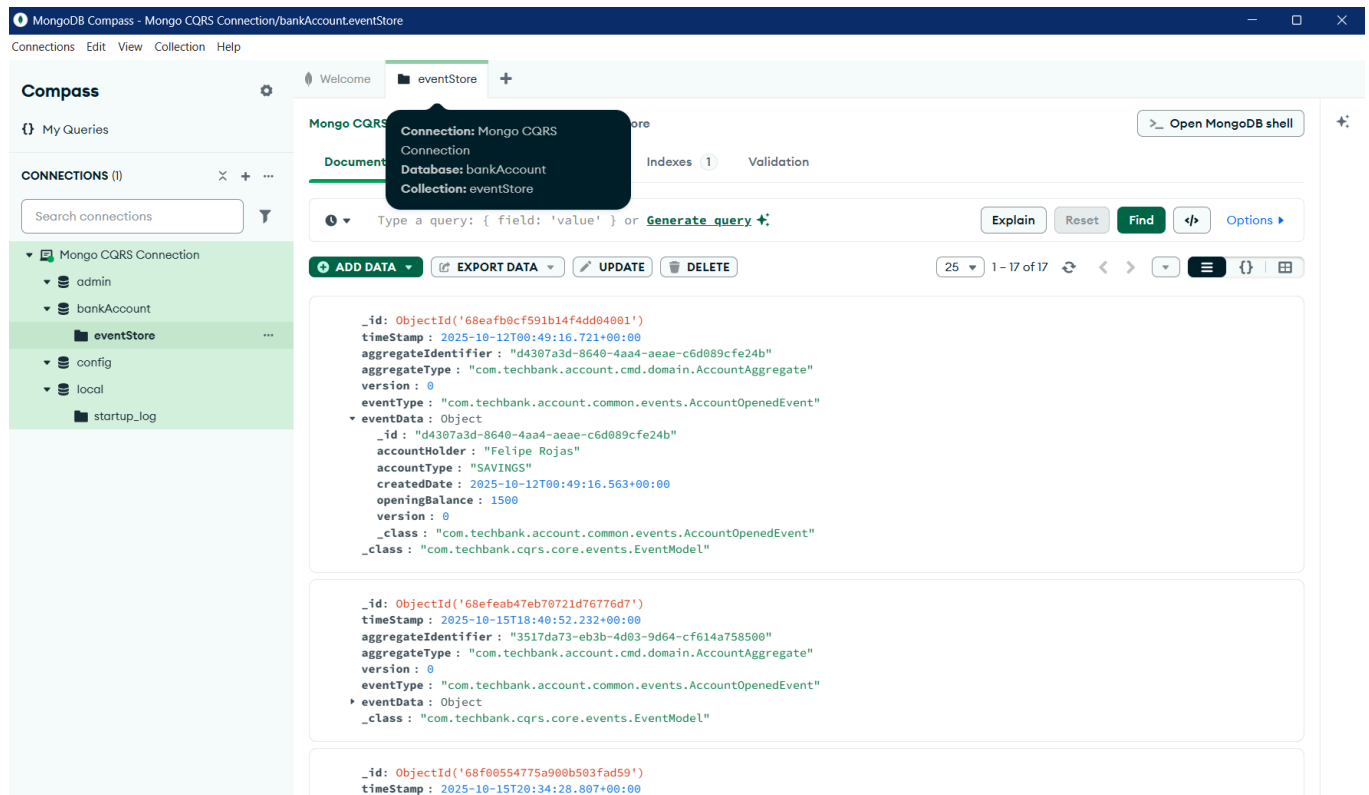 MongoDB Compass - Mongo CQRS Connection/bankAccount.eventStore
Connections Edit View Collection Help
Compass
{} My Queries
CONNECTIONS (1)
Search connections
Mongo CQRS Connection
admin
bankAccount
eventStore
config
local
startup_log
Welcome
eventStore
Mongo CQRS
ore
>_ Open MongoDB shell
Connection: Mongo CQRS
Connection
Database: bankAccount
Collection: eventStore
Document
Indexes 1
Validation
Type a query: { field: 'value' } or Generate query
Explain
Reset
Find
</>
Options
ADD DATA
EXPORT DATA
UPDATE
DELETE
25
1 – 17 of 17
{}
_id: ObjectId('68eafb0cf591b14f4dd04001')
timeStamp : 2025-10-12T00:49:16.721+00:00
aggregateIdentifier : "d4307a3d-8640-4aa4-aeae-c6d089cfe24b"
aggregateType : "com.techbank.account.cmd.domain.AccountAggregate"
version : 0
eventType : "com.techbank.account.common.events.AccountOpenedEvent"
eventData : Object
_id : "d4307a3d-8640-4aa4-aeae-c6d089cfe24b"
accountHolder : "Felipe Rojas"
accountType : "SAVINGS"
createdDate : 2025-10-12T00:49:16.563+00:00
openingBalance : 1500
version : 0
_class : "com.techbank.account.common.events.AccountOpenedEvent"
_class : "com.techbank.cqrs.core.events.EventModel"
_id: ObjectId('68efeab47eb70721d76776d7')
timeStamp : 2025-10-15T18:40:52.232+00:00
aggregateIdentifier : "3517da73-eb3b-4d03-9d64-cf614a758500"
aggregateType : "com.techbank.account.cmd.domain.AccountAggregate"
version : 0
eventType : "com.techbank.account.common.events.AccountOpenedEvent"
eventData : Object
_class : "com.techbank.cqrs.core.events.EventModel"
_id: ObjectId('68f00554775a900b503fad59')
timeStamp : 2025-10-15T20:34:28.807+00:00